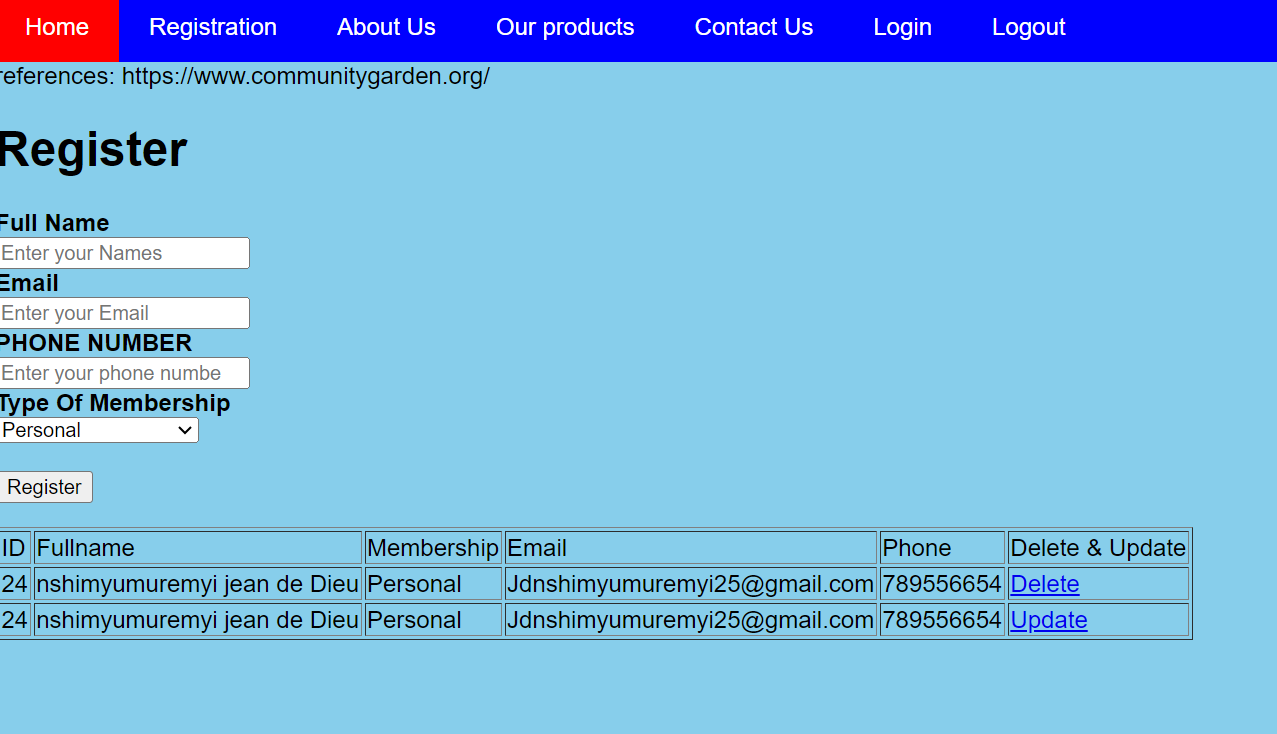 Home Registration About Us Our products Contact Us Login Logout
references: https://www.communitygarden.org/
Register
Full Name
Enter your Names
Email
Enter your Email
PHONE NUMBER
Enter your phone numbe
Type Of Membership
Personal
Register
ID Fullname Membership Email Phone Delete & Update
24 nshimyumuremyi jean de Dieu Personal Jdnshimyumuremyi25@gmail.com 789556654 Delete
24 nshimyumuremyi jean de Dieu Personal Jdnshimyumuremyi25@gmail.com 789556654 Update